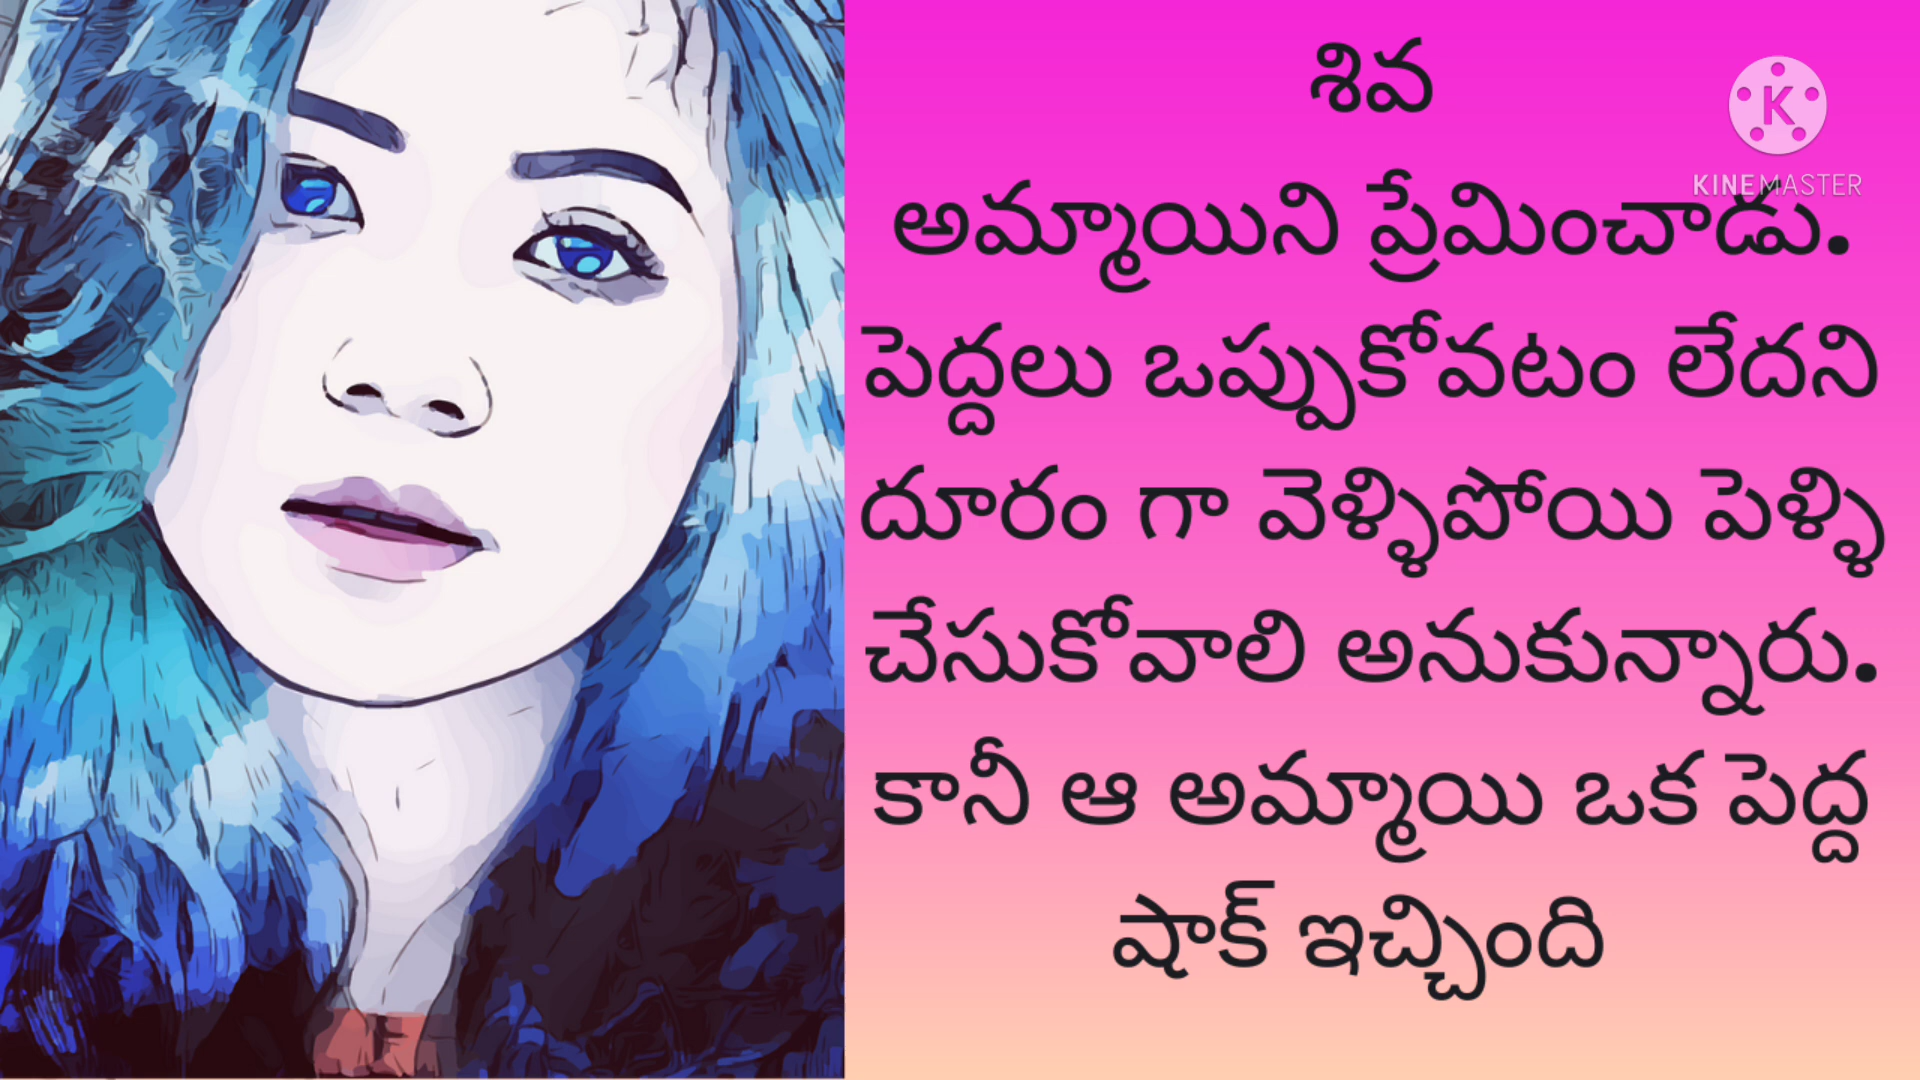 శివ
KINEMASTER
అమ్మాయిని ప్రేమించాడు.
పెద్దలు ఒప్పుకోవటం లేదని
దూరం గా వెళ్ళిపోయి పెళ్ళి
చేసుకోవాలి అనుకున్నారు.
కానీ ఆ అమ్మాయి ఒక పెద్ద
షాక్ ఇచ్చింది